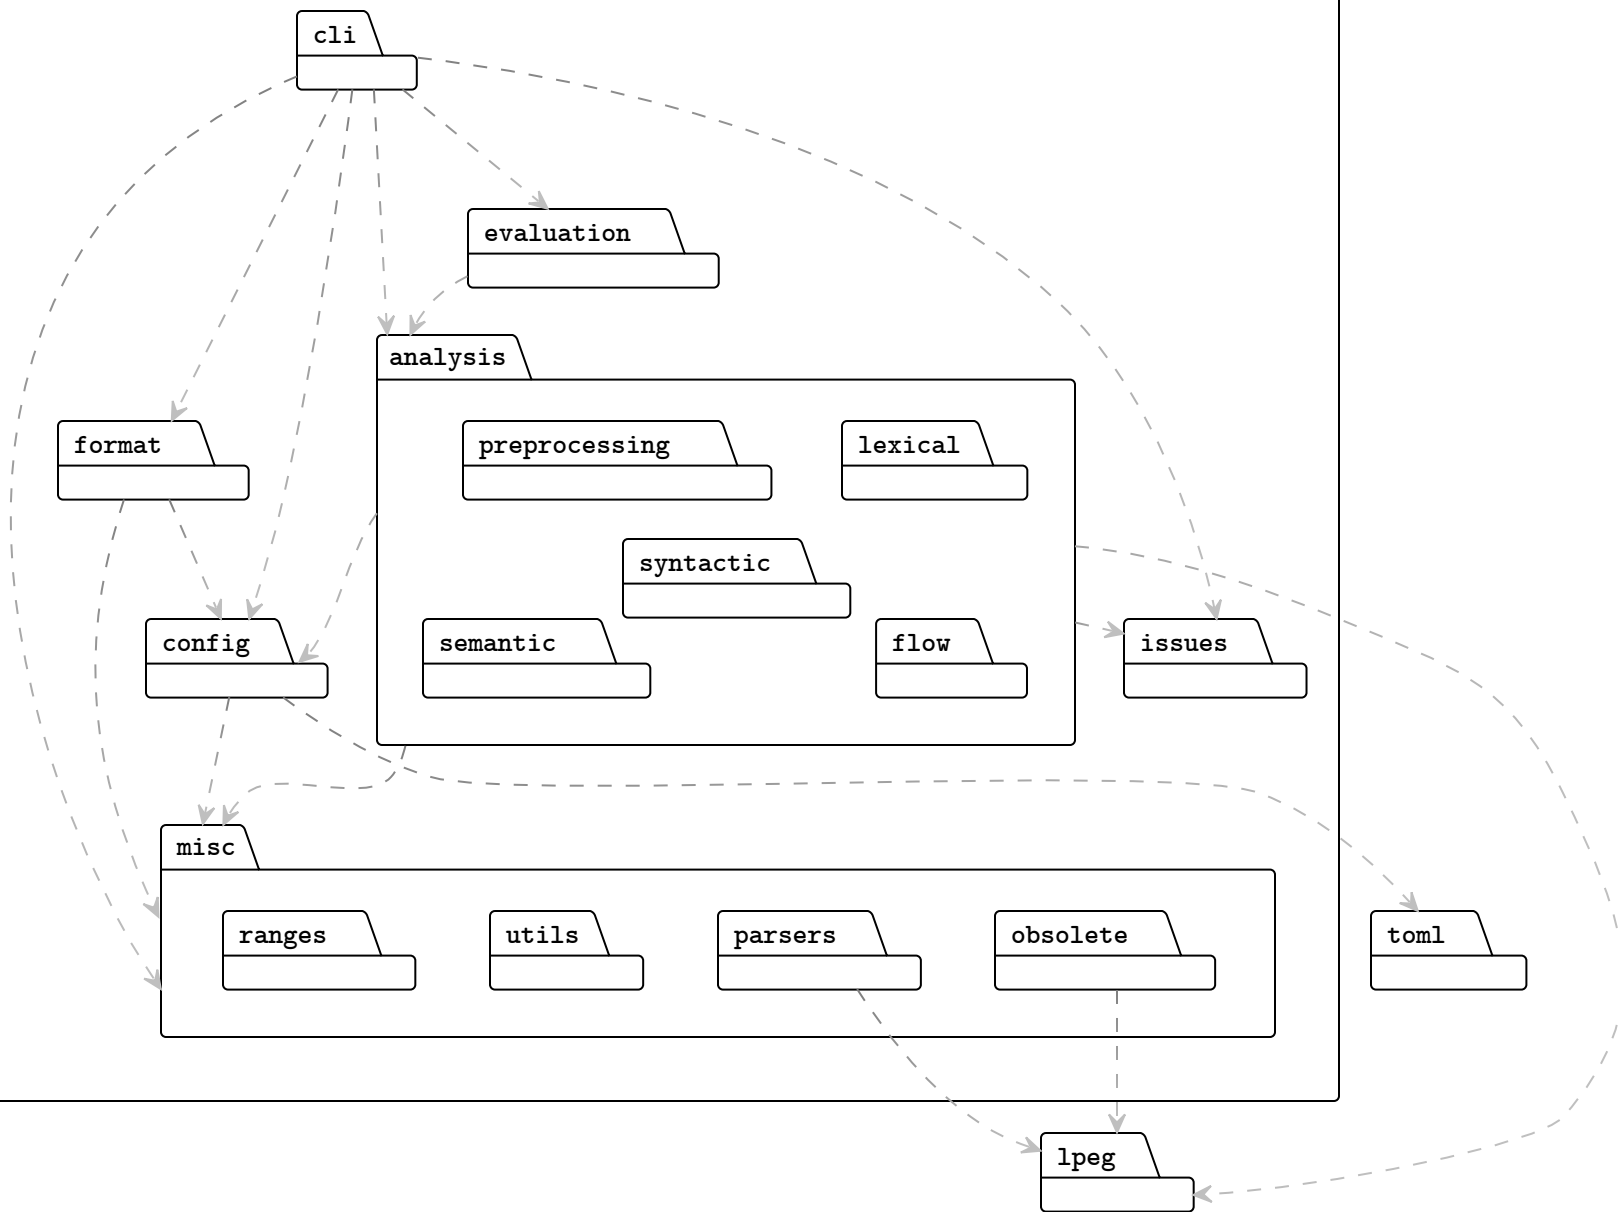 cli
evaluation
analysis
format
preprocessing
lexical
syntactic
config
semantic
flow
issues
misc
ranges
utils
parsers
obsolete
toml
lpeg